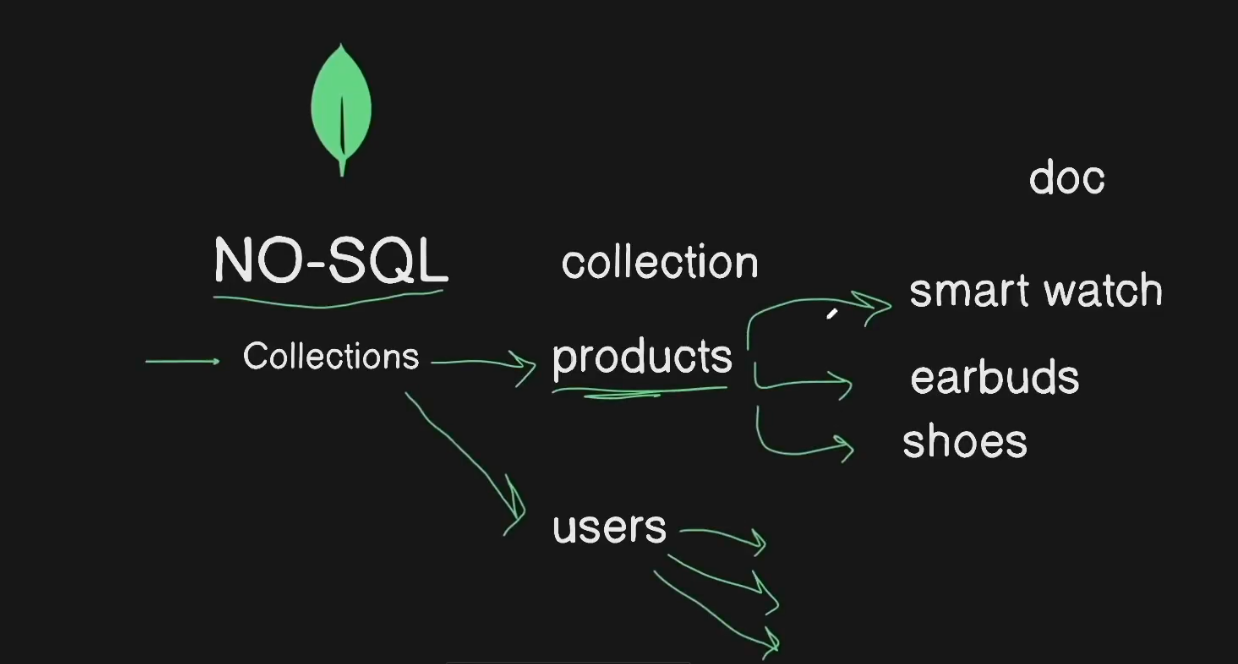 doc
NO-SQL
collection
smart watch
Collections
products
earbuds
shoes
users